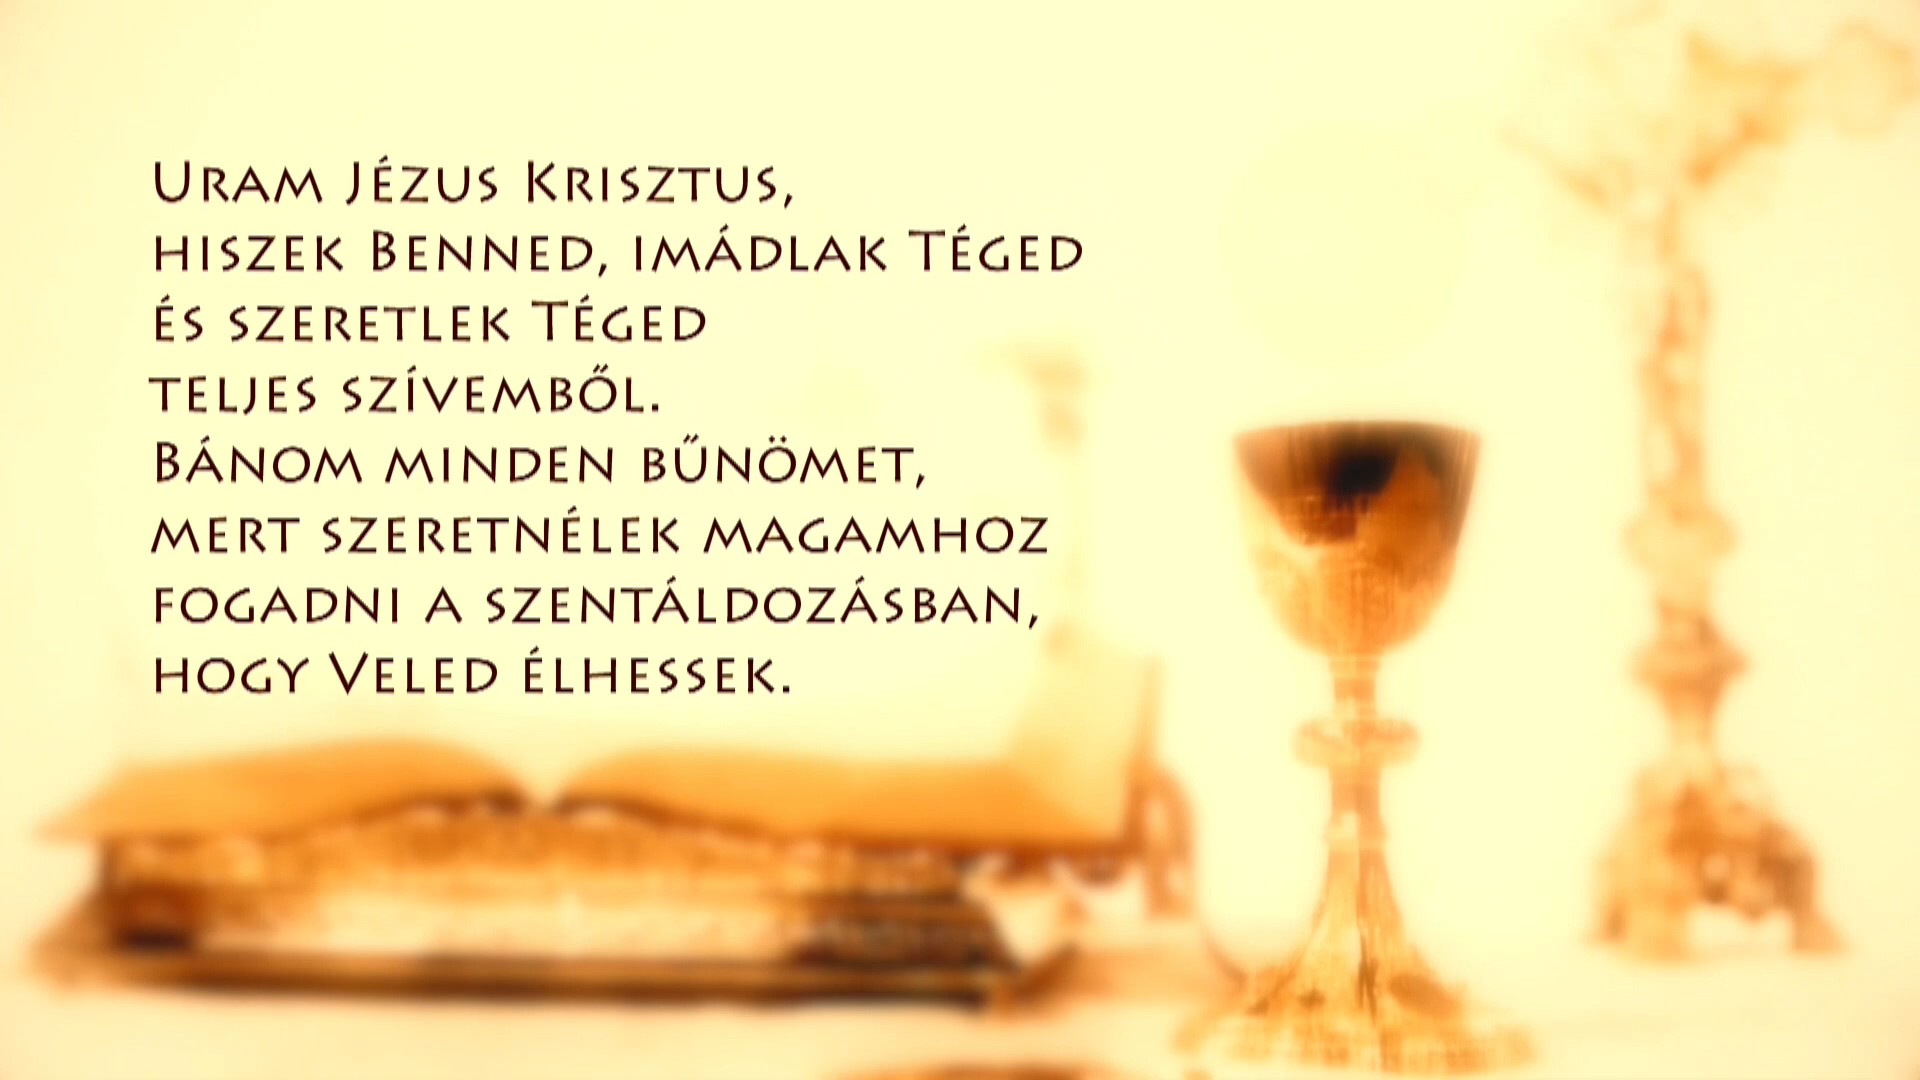 Uram Jézus Krisztus,
hiszek Benned, imádlak Téged
és szeretlek Téged
teljes szívemből.
Bánom minden bűnömet,
mert szeretnélek magamhoz
fogadni a szentáldozásban,
hogy Veled élhessek.